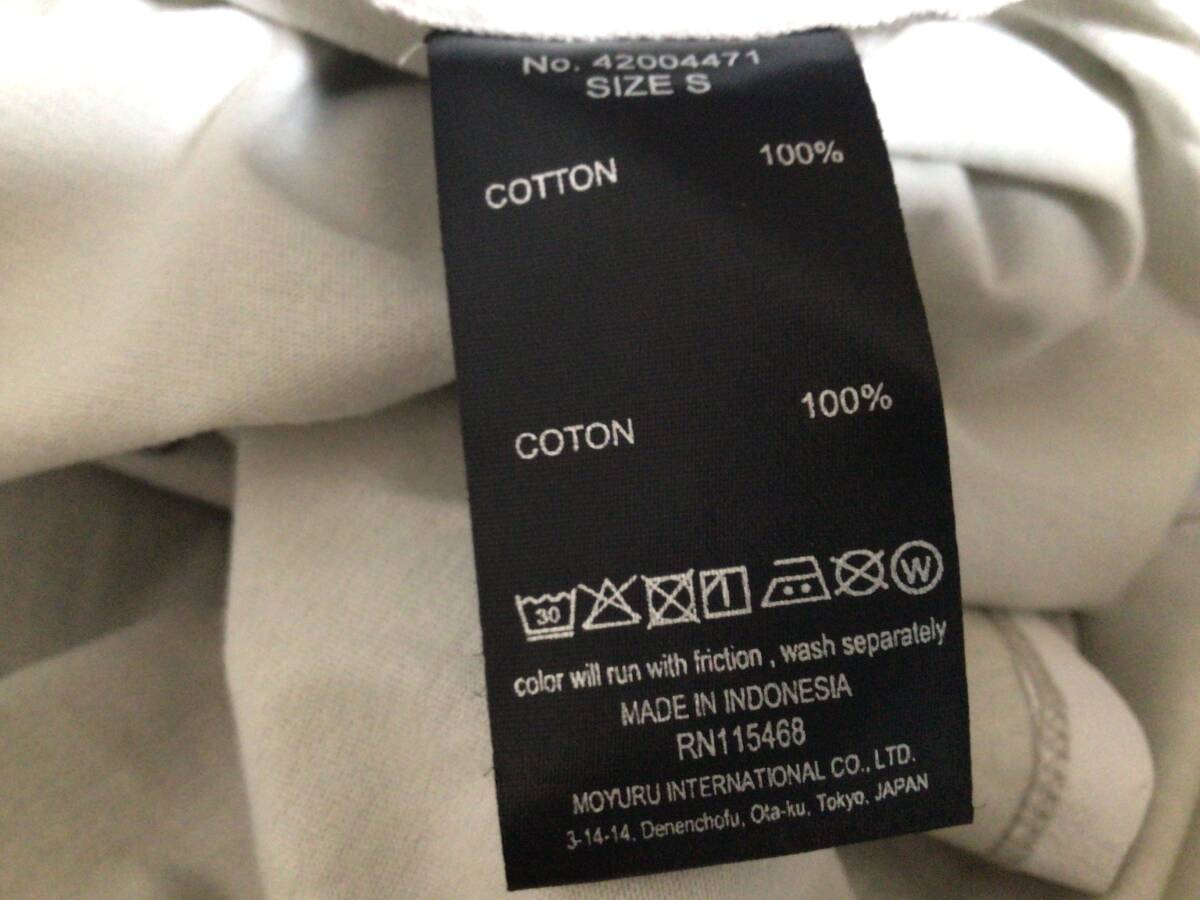 No. 42004471
SIZE S
COTTON 100%
COTON 100%
30 W
color will run with friction , wash separately
MADE IN INDONESIA
RN115468
MOYURU INTERNATIONAL CO., LTD.
3-14-14, Denenchofu, Ota-ku, Tokyo, JAPAN